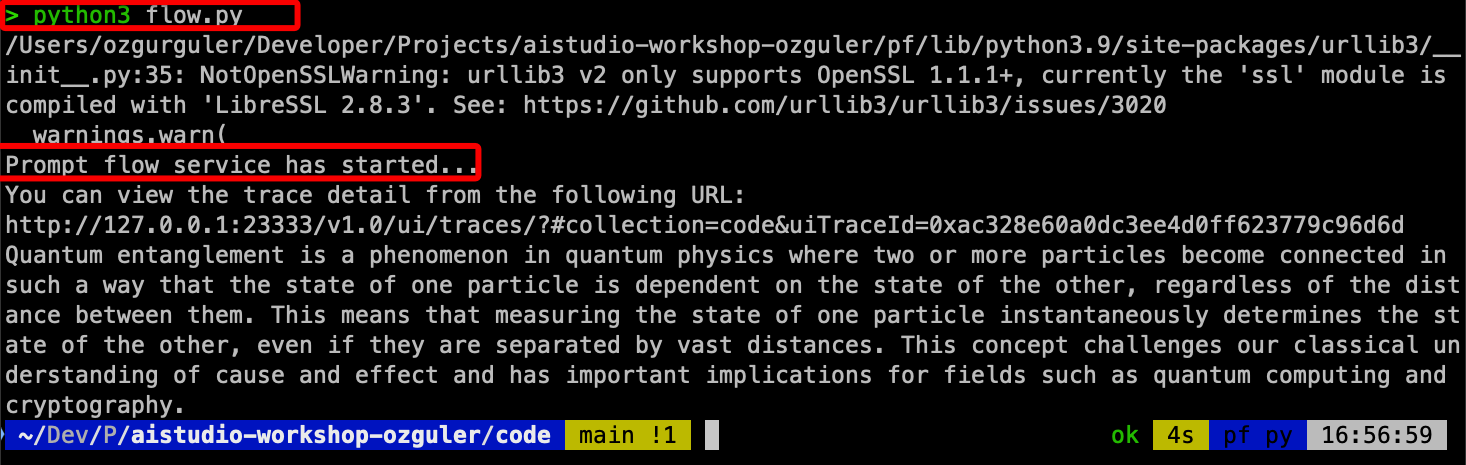 > python3 flow.py
/Users/ozgurguler/Developer/Projects/aistudio-workshop-ozguler/pf/lib/python3.9/site-packages/urllib3/__
init__.py:35: NotOpenSSLWarning: urllib3 v2 only supports OpenSSL 1.1.1+, currently the 'ssl' module is
compiled with 'LibreSSL 2.8.3'. See: https://github.com/urllib3/urllib3/issues/3020
  warnings.warn(
Prompt flow service has started...
You can view the trace detail from the following URL:
http://127.0.0.1:23333/v1.0/ui/traces/?#collection=code&uiTraceId=0xac328e60a0dc3ee4d0ff623779c96d6d
Quantum entanglement is a phenomenon in quantum physics where two or more particles become connected in
such a way that the state of one particle is dependent on the state of the other, regardless of the dist
ance between them. This means that measuring the state of one particle instantaneously determines the st
ate of the other, even if they are separated by vast distances. This concept challenges our classical un
derstanding of cause and effect and has important implications for fields such as quantum computing and
cryptography.
~/Dev/P/aistudio-workshop-ozguler/code main !1 ok 4s pf py 16:56:59